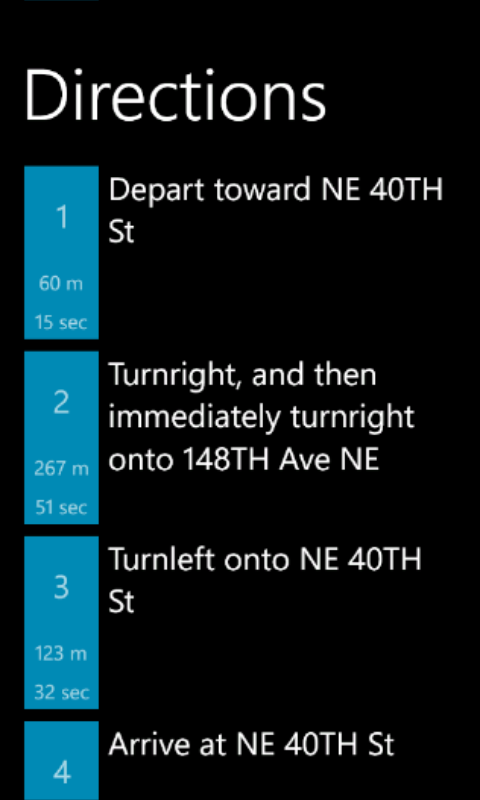 Directions
1
60 m
15 sec
Depart toward NE 40TH
St
2
267 m
51 sec
Turnright, and then
immediately turnright
onto 148TH Ave NE
3
123 m
32 sec
Turnleft onto NE 40TH
St
4
Arrive at NE 40TH St